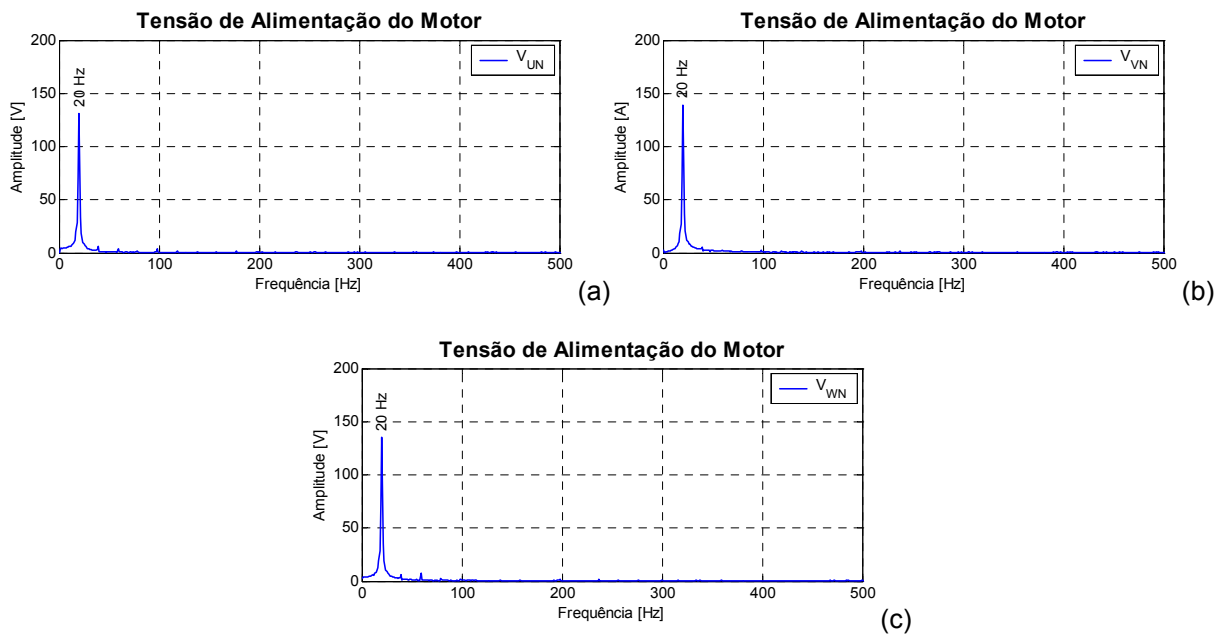 Tensão de Alimentação do Motor
200
150
100
50
0
Amplitude [V]
20 Hz
V_UN
0 100 200 300 400 500
Frequência [Hz]
(a)
Tensão de Alimentação do Motor
200
150
100
50
0
Amplitude [A]
20 Hz
V_VN
0 100 200 300 400 500
Frequência [Hz]
(b)
Tensão de Alimentação do Motor
200
150
100
50
0
Amplitude [V]
20 Hz
V_WN
0 100 200 300 400 500
Frequência [Hz]
(c)